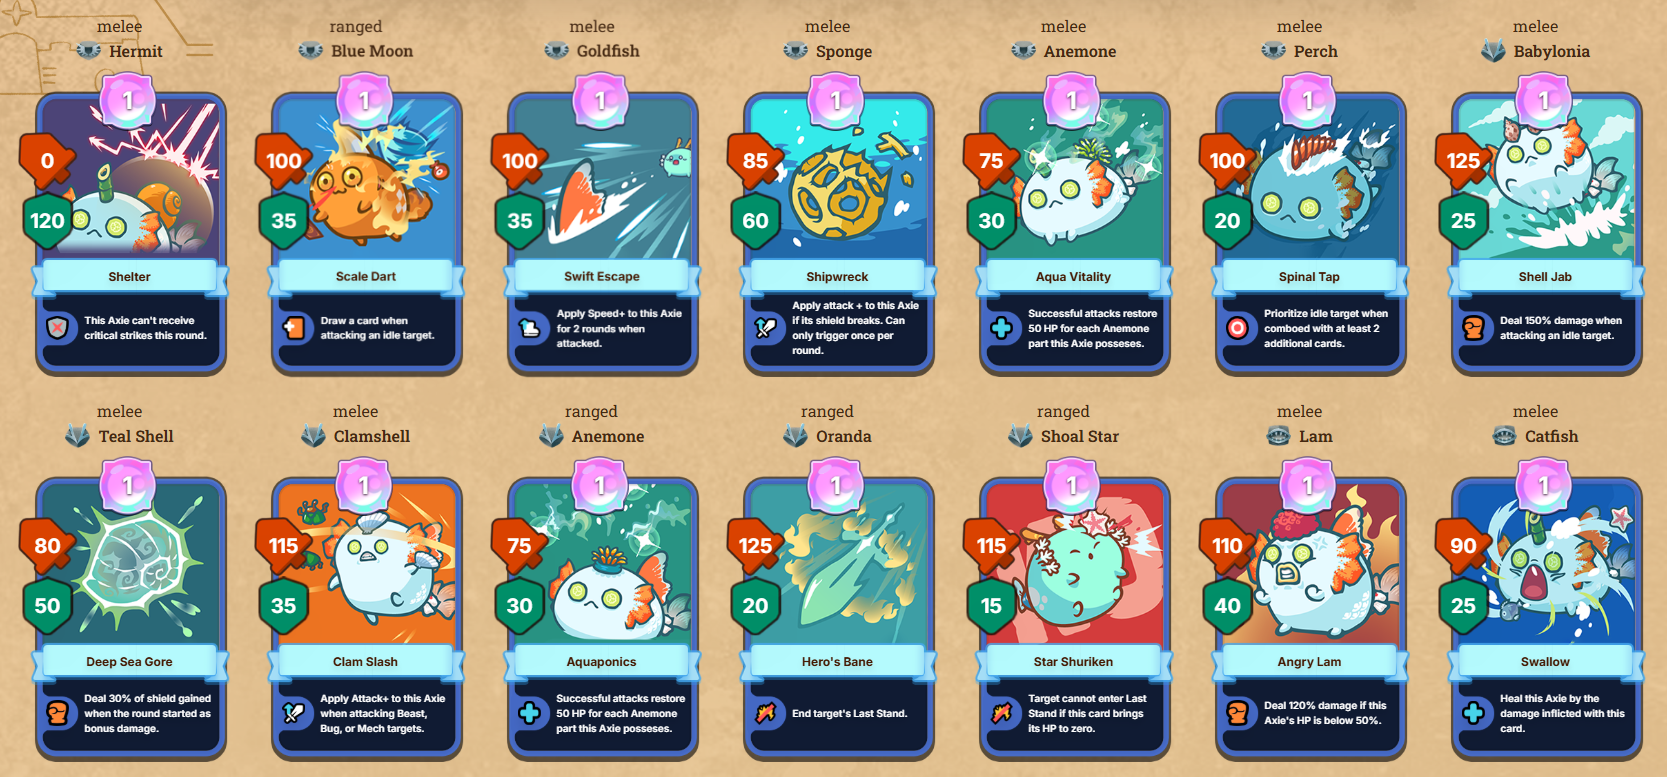 melee
Hermit
1
0
120
Shelter
This Axie can't receive
critical strikes this round.
ranged
Blue Moon
1
100
35
Scale Dart
Draw a card when
attacking an idle target.
melee
Goldfish
1
100
35
Swift Escape
Apply Speed+ to this Axie
for 2 rounds when
attacked.
melee
Sponge
1
85
60
Shipwreck
Apply attack + to this Axie
if its shield breaks. Can
only trigger once per
round.
melee
Anemone
1
75
30
Aqua Vitality
Successful attacks restore
50 HP for each Anemone
part this Axie posseses.
melee
Perch
1
100
20
Spinal Tap
Prioritize idle target when
comboed with at least 2
additional cards.
melee
Babylonia
1
125
25
Shell Jab
Deal 150% damage when
attacking an idle target.
melee
Teal Shell
1
80
50
Deep Sea Gore
Deal 30% of shield gained
when the round started as
bonus damage.
melee
Clamshell
1
115
35
Clam Slash
Apply Attack+ to this Axie
when attacking Beast,
Bug, or Mech targets.
ranged
Anemone
1
75
30
Aquaponics
Successful attacks restore
50 HP for each Anemone
part this Axie posseses.
ranged
Oranda
1
125
20
Hero's Bane
End target's Last Stand.
ranged
Shoal Star
1
115
15
Star Shuriken
Target cannot enter Last
Stand if this card brings
its HP to zero.
melee
Lam
1
110
40
Angry Lam
Deal 120% damage if this
Axie's HP is below 50%.
melee
Catfish
1
90
25
Swallow
Heal this Axie by the
damage inflicted with this
card.